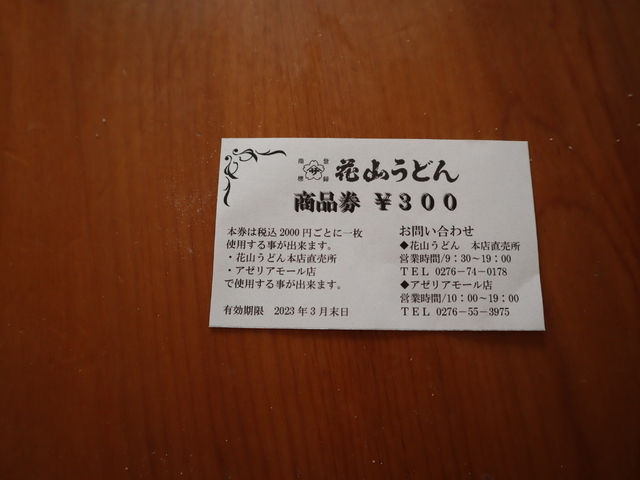 登録
商標
花山うどん
商品券 ￥３００
本券は税込2000円ごとに一枚
使用する事が出来ます。
・花山うどん本店直売所
・アゼリアモール店
で使用する事が出来ます。
有効期限 2023年3月末日
お問い合わせ
◆花山うどん 本店直売所
営業時間/9：30～19：00
ＴＥＬ 0276－74－0178
◆アゼリアモール店
営業時間/10：00～19：00
ＴＥＬ 0276－55－3975